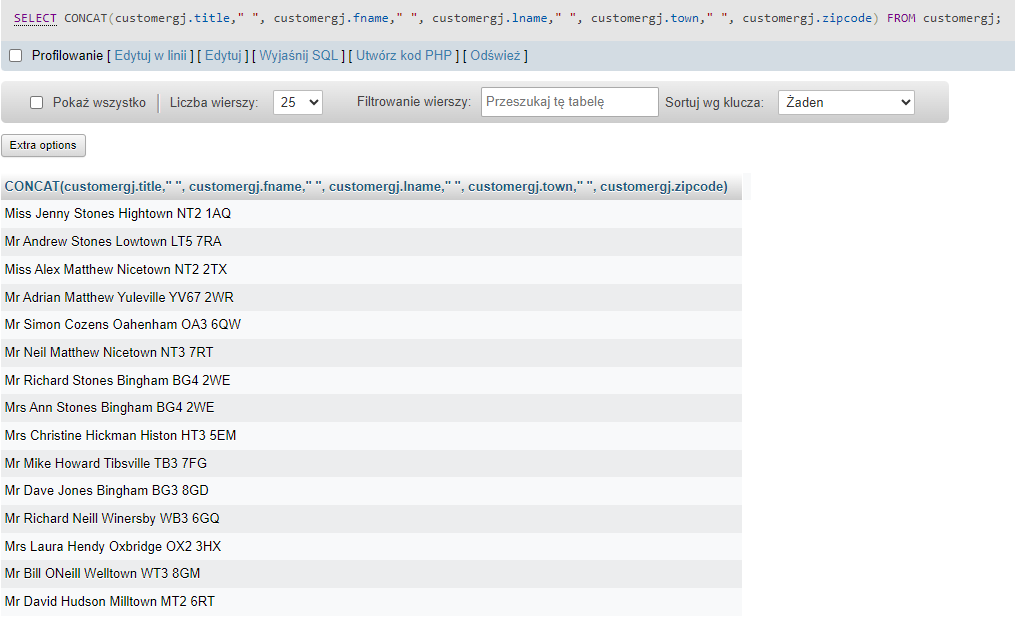 SELECT CONCAT(customergj.title," ", customergj.fname," ", customergj.lname," ", customergj.town," ", customergj.zipcode) FROM customergj;
Profilowanie [ Edytuj w linii ] [ Edytuj ] [ Wyjaśnij SQL ] [ Utwórz kod PHP ] [ Odśwież ]
Pokaż wszystko Liczba wierszy: 25 Filtrowanie wierszy: Przeszukaj tę tabelę Sortuj wg klucza: Żaden
Extra options
CONCAT(customergj.title," ", customergj.fname," ", customergj.lname," ", customergj.town," ", customergj.zipcode)
Miss Jenny Stones Hightown NT2 1AQ
Mr Andrew Stones Lowtown LT5 7RA
Miss Alex Matthew Nicetown NT2 2TX
Mr Adrian Matthew Yuleville YV67 2WR
Mr Simon Cozens Oahenham OA3 6QW
Mr Neil Matthew Nicetown NT3 7RT
Mr Richard Stones Bingham BG4 2WE
Mrs Ann Stones Bingham BG4 2WE
Mrs Christine Hickman Histon HT3 5EM
Mr Mike Howard Tibsville TB3 7FG
Mr Dave Jones Bingham BG3 8GD
Mr Richard Neill Winersby WB3 6GQ
Mrs Laura Hendy Oxbridge OX2 3HX
Mr Bill ONeill Welltown WT3 8GM
Mr David Hudson Milltown MT2 6RT